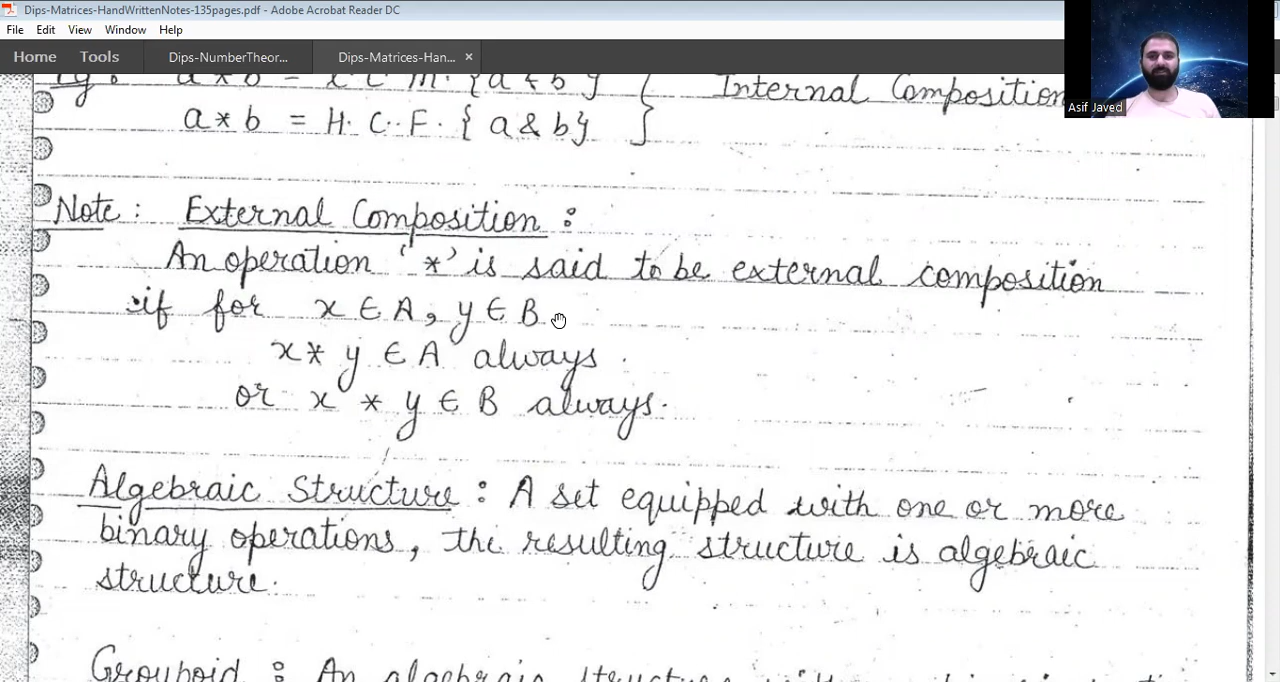 Dips-Matrices-HandWrittenNotes-135pages.pdf - Adobe Acrobat Reader DC
File Edit View Window Help
Home Tools Dips-NumberTheor... Dips-Matrices-Han... ×
a * b = L C M. {a & b}
Internal Composition
Asif Javed
a * b = H. C. F. { a & b}
Note : External Composition :
An operation '*' is said to be external composition
if for x ∈ A, y ∈ B
x * y ∈ A always.
or x * y ∈ B always.
Algebraic Structure : A set equipped with one or more
binary operations, the resulting structure is algebraic
structure.
Groupoid : An algebraic structure